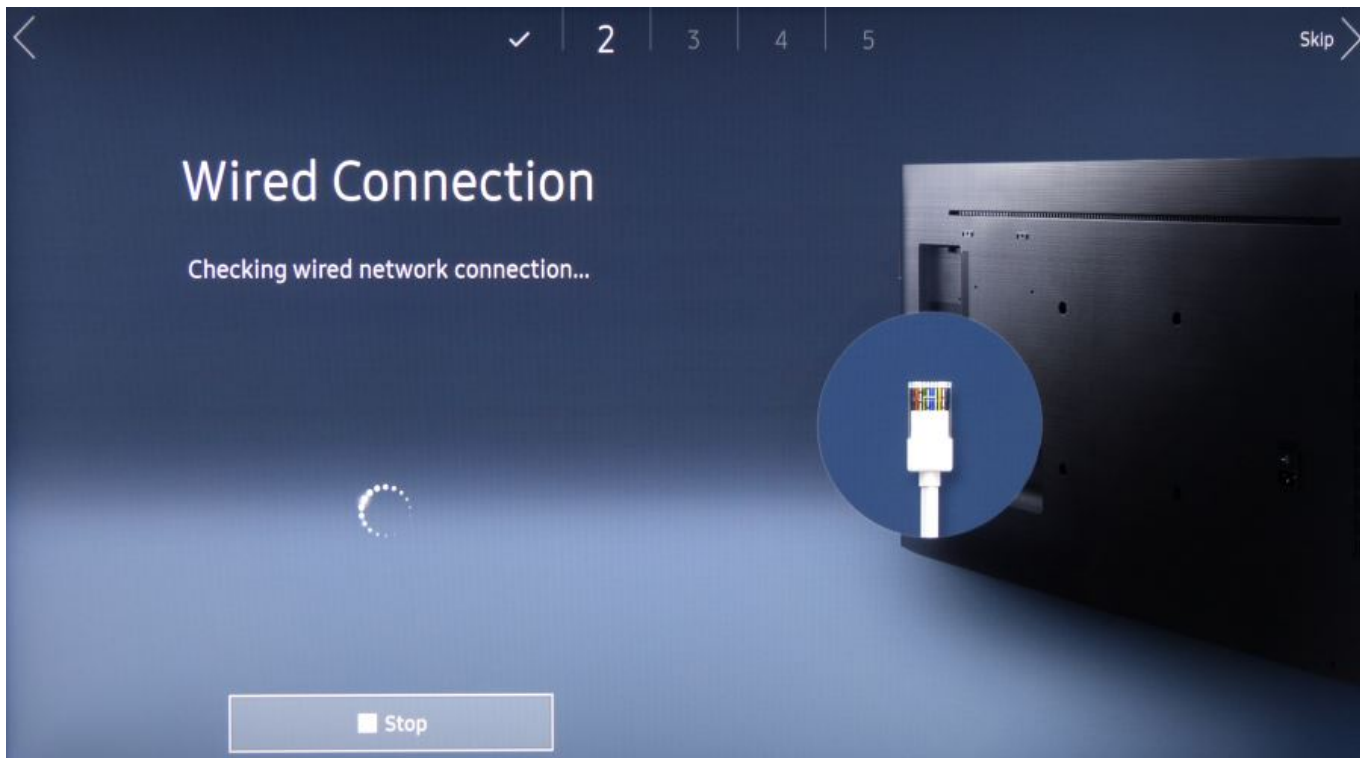 2 3 4 5
Skip
Wired Connection
Checking wired network connection...
Stop